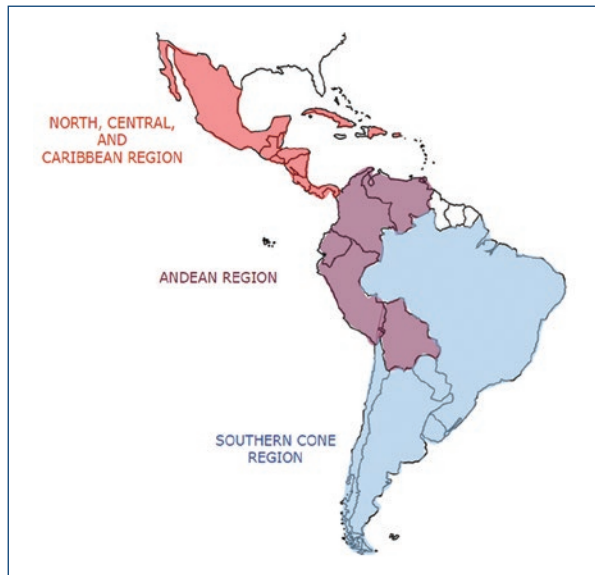 NORTH, CENTRAL,
AND
CARIBBEAN REGION
ANDEAN REGION
SOUTHERN CONE
REGION